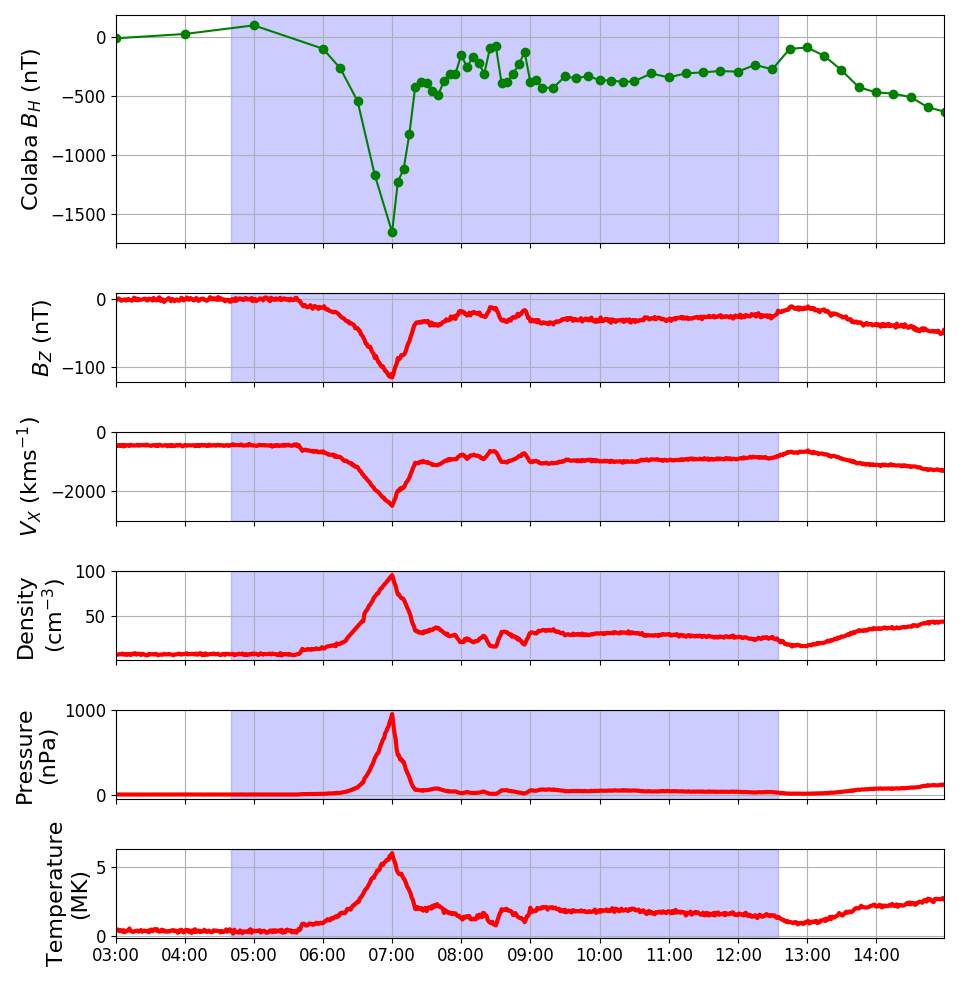 Colaba B_H (nT)
0
−500
−1000
−1500
B_Z (nT)
0
−100
V_X (kms⁻¹)
0
−2000
Density
(cm⁻³)
100
50
Pressure
(nPa)
1000
0
Temperature
(MK)
5
0
03:00 04:00 05:00 06:00 07:00 08:00 09:00 10:00 11:00 12:00 13:00 14:00